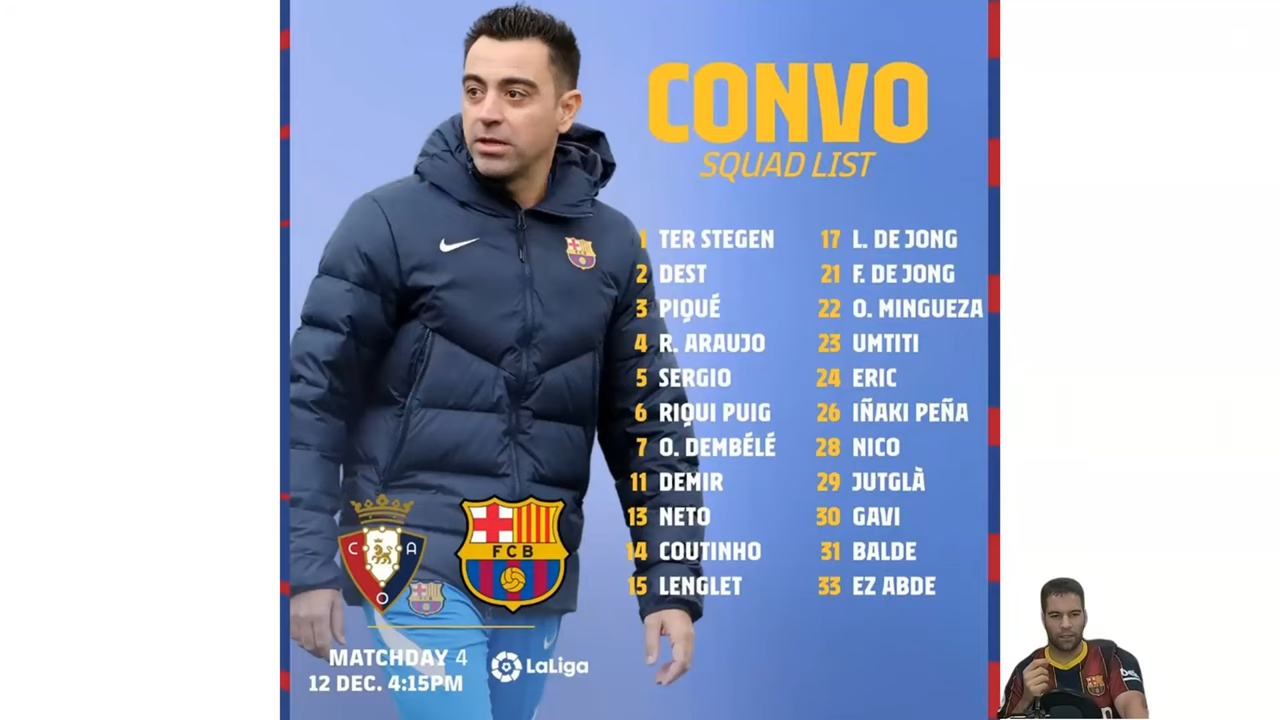 CONVO
SQUAD LIST
1 TER STEGEN
2 DEST
3 PIQUÉ
4 R. ARAUJO
5 SERGIO
6 RIQUI PUIG
7 O. DEMBÉLÉ
11 DEMIR
13 NETO
14 COUTINHO
15 LENGLET
17 L. DE JONG
21 F. DE JONG
22 O. MINGUEZA
23 UMTITI
24 ERIC
26 IÑAKI PEÑA
28 NICO
29 JUTGLÀ
30 GAVI
31 BALDE
33 EZ ABDE
C A
O
FCB
MATCHDAY 4
12 DEC. 4:15PM
LaLiga